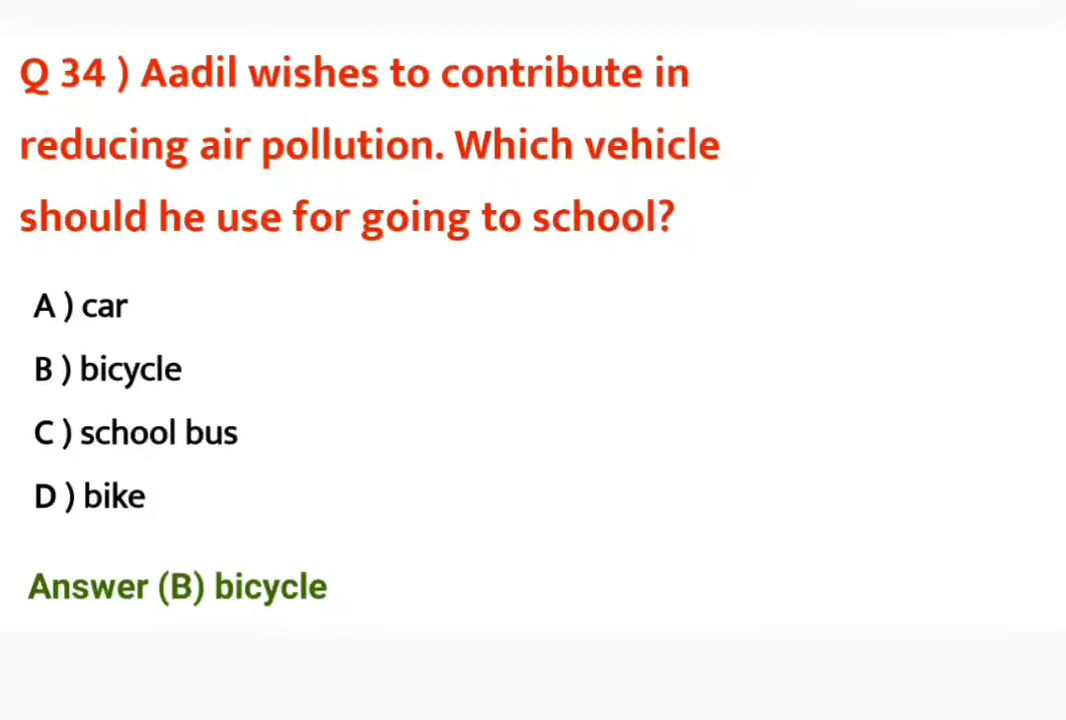 Q 34 ) Aadil wishes to contribute in
reducing air pollution. Which vehicle
should he use for going to school?
A ) car
B ) bicycle
C ) school bus
D ) bike
Answer (B) bicycle